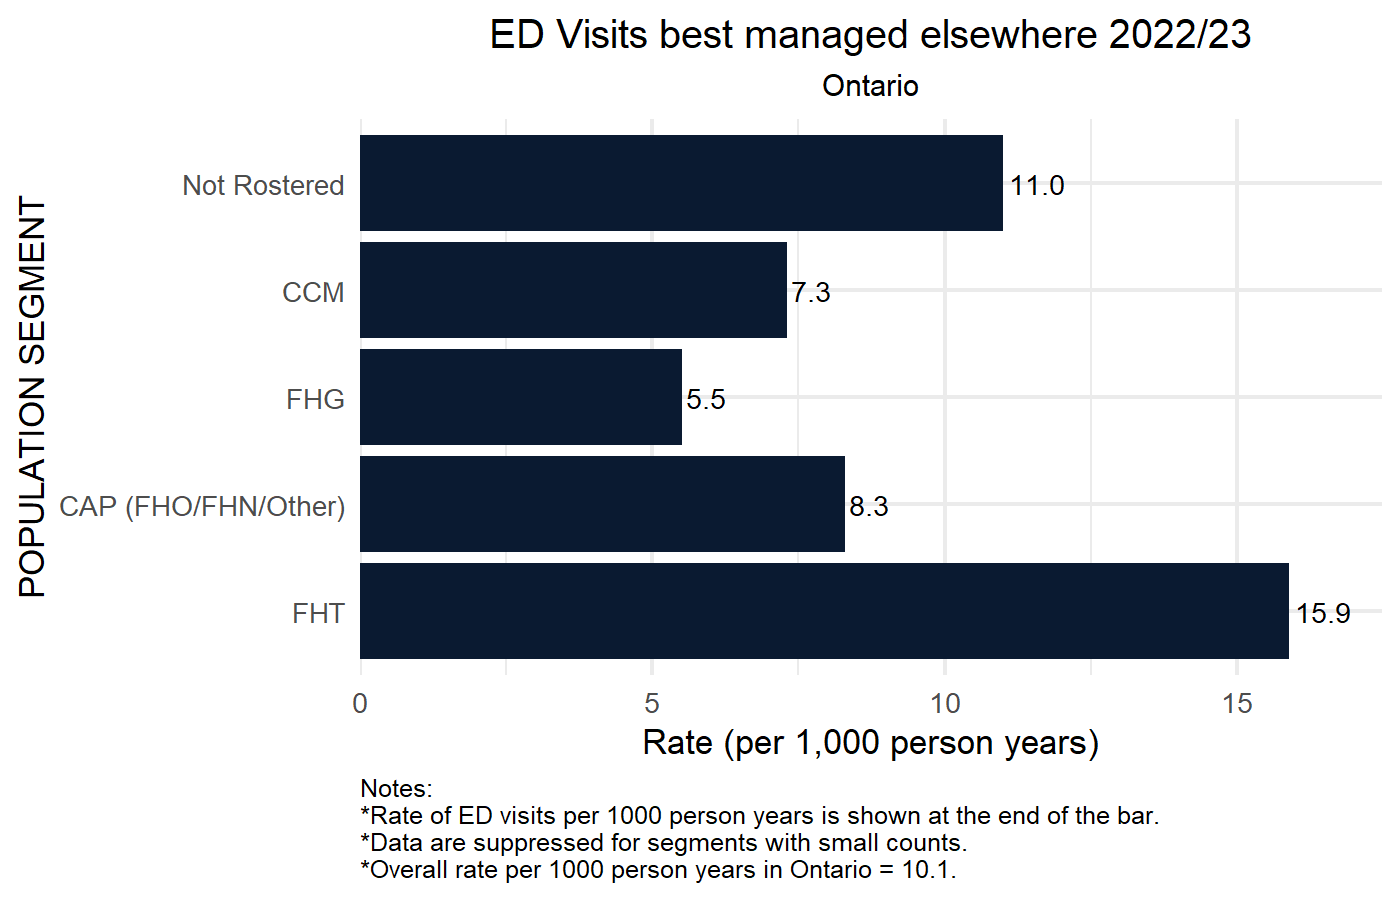 ED Visits best managed elsewhere 2022/23
Ontario
POPULATION SEGMENT
Not Rostered
11.0
CCM
7.3
FHG
5.5
CAP (FHO/FHN/Other)
8.3
FHT
15.9
0 5 10 15
Rate (per 1,000 person years)
Notes:
*Rate of ED visits per 1000 person years is shown at the end of the bar.
*Data are suppressed for segments with small counts.
*Overall rate per 1000 person years in Ontario = 10.1.